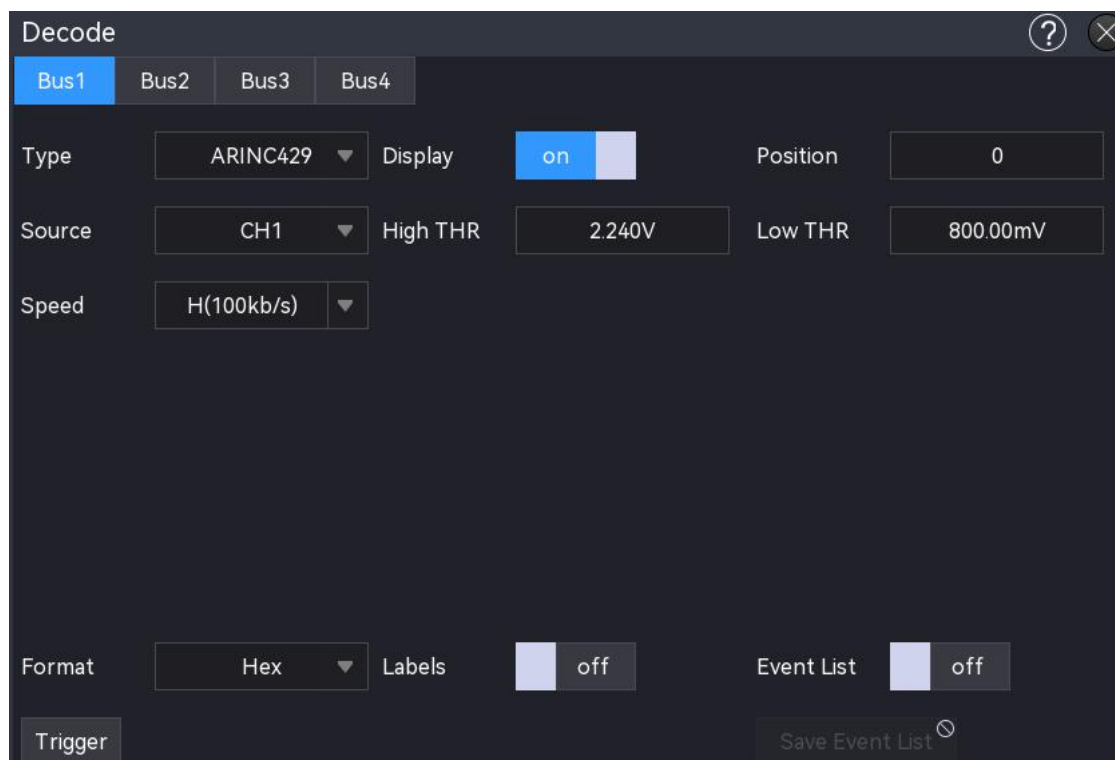 Decode ?
Bus1 Bus2 Bus3 Bus4
Type ARINC429 Display on Position 0
Source CH1 High THR 2.240V Low THR 800.00mV
Speed H(100kb/s)
Format Hex Labels off Event List off
Trigger Save Event List